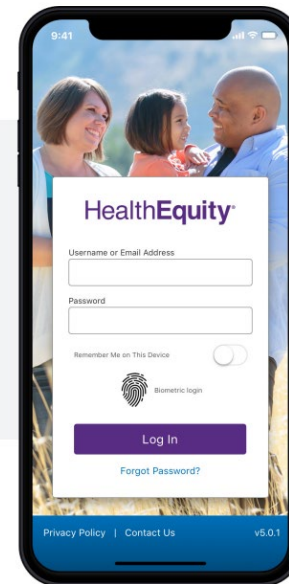 9:41
HealthEquity
Username or Email Address
Password
Remember Me on This Device
Biometric login
Log In
Forgot Password?
Privacy Policy | Contact Us v5.0.1